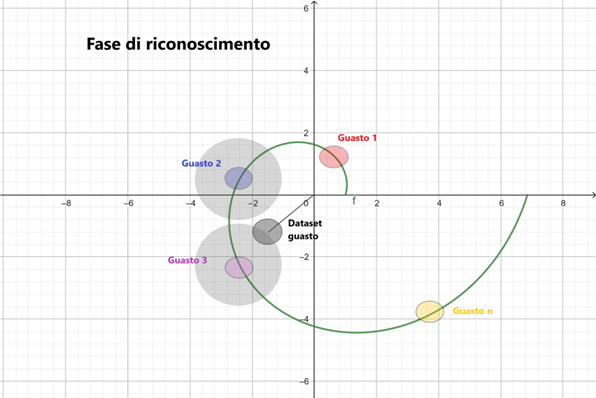 6
Fase di riconoscimento
4
2
Guasto 1
Guasto 2
−8 −6 −4 −2 0 2 4 6 8
f
Dataset
guasto
−2
Guasto 3
Guasto n
−4
−6